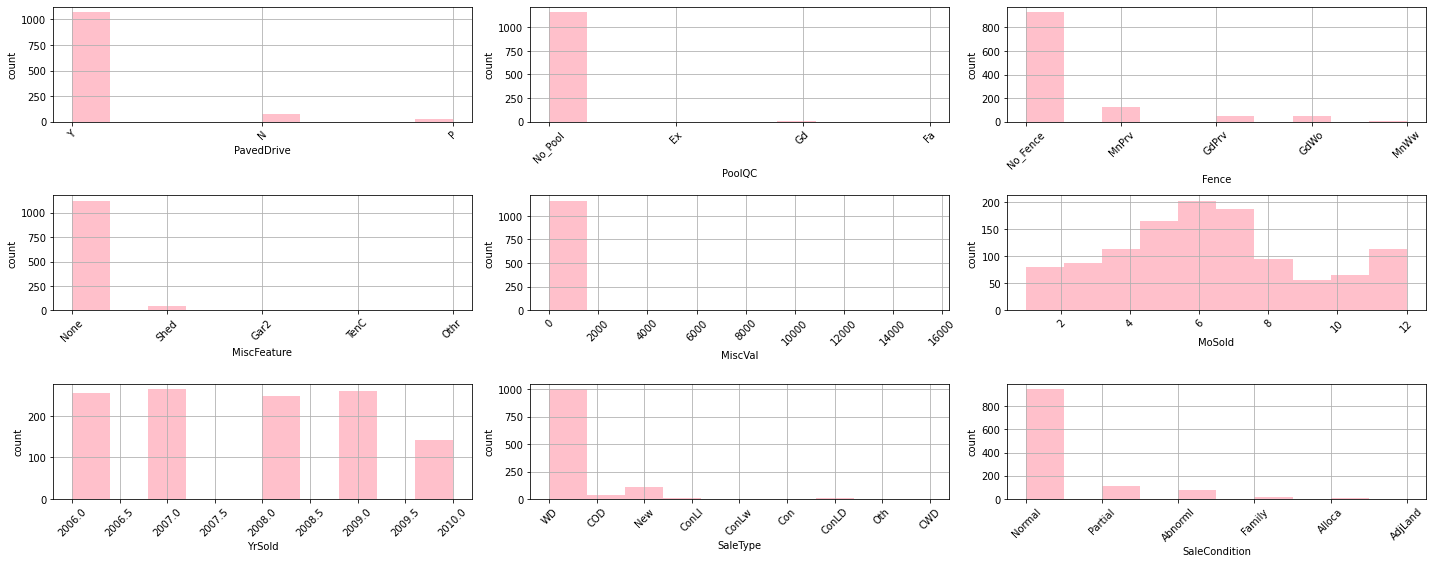 1000
750
500
250
0
count
Y
N
P
PavedDrive
1000
750
500
250
0
count
No_Pool
Ex
Gd
Fa
PoolQC
800
600
400
200
0
count
No_Fence
MnPrv
GdPrv
GdWo
MnWw
Fence
1000
750
500
250
0
count
None
Shed
Gar2
TenC
Othr
MiscFeature
1000
750
500
250
0
count
0
2000
4000
6000
8000
10000
12000
14000
16000
MiscVal
200
150
100
50
0
count
2
4
6
8
10
12
MoSold
200
100
0
count
2006.0
2006.5
2007.0
2007.5
2008.0
2008.5
2009.0
2009.5
2010.0
YrSold
1000
750
500
250
0
count
WD
COD
New
ConLI
ConLw
Con
ConLD
Oth
CWD
SaleType
800
600
400
200
0
count
Normal
Partial
Abnorml
Family
Alloca
AdjLand
SaleCondition